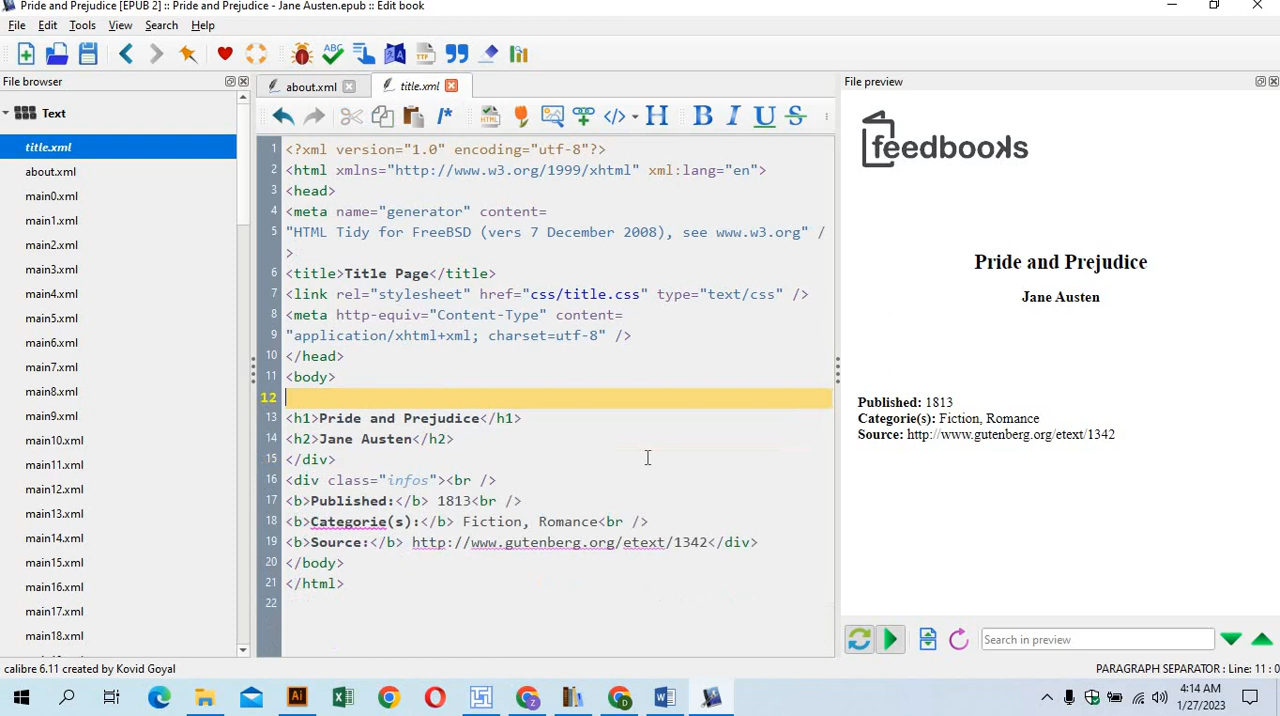 Pride and Prejudice [EPUB 2] :: Pride and Prejudice - Jane Austen.epub :: Edit book
File Edit Tools View Search Help
ABC TTF
File browser
Text
title.xml
about.xml
main0.xml
main1.xml
main2.xml
main3.xml
main4.xml
main5.xml
main6.xml
main7.xml
main8.xml
main9.xml
main10.xml
main11.xml
main12.xml
main13.xml
main14.xml
main15.xml
main16.xml
main17.xml
main18.xml
about.xml title.xml
/* HTML </> H B I U S
1 <?xml version="1.0" encoding="utf-8"?>
2 <html xmlns="http://www.w3.org/1999/xhtml" xml:lang="en">
3 <head>
4 <meta name="generator" content=
5 "HTML Tidy for FreeBSD (vers 7 December 2008), see www.w3.org" /
>
6 <title>Title Page</title>
7 <link rel="stylesheet" href="css/title.css" type="text/css" />
8 <meta http-equiv="Content-Type" content=
9 "application/xhtml+xml; charset=utf-8" />
10 </head>
11 <body>
12
13 <h1>Pride and Prejudice</h1>
14 <h2>Jane Austen</h2>
15 </div>
16 <div class="infos"><br />
17 <b>Published:</b> 1813<br />
18 <b>Categorie(s):</b> Fiction, Romance<br />
19 <b>Source:</b> http://www.gutenberg.org/etext/1342</div>
20 </body>
21 </html>
22
File preview
feedbooks
Pride and Prejudice
Jane Austen
Published: 1813
Categorie(s): Fiction, Romance
Source: http://www.gutenberg.org/etext/1342
Search in preview
calibre 6.11 created by Kovid Goyal
PARAGRAPH SEPARATOR : Line: 11 : 0
Ai
4:14 AM
1/27/2023